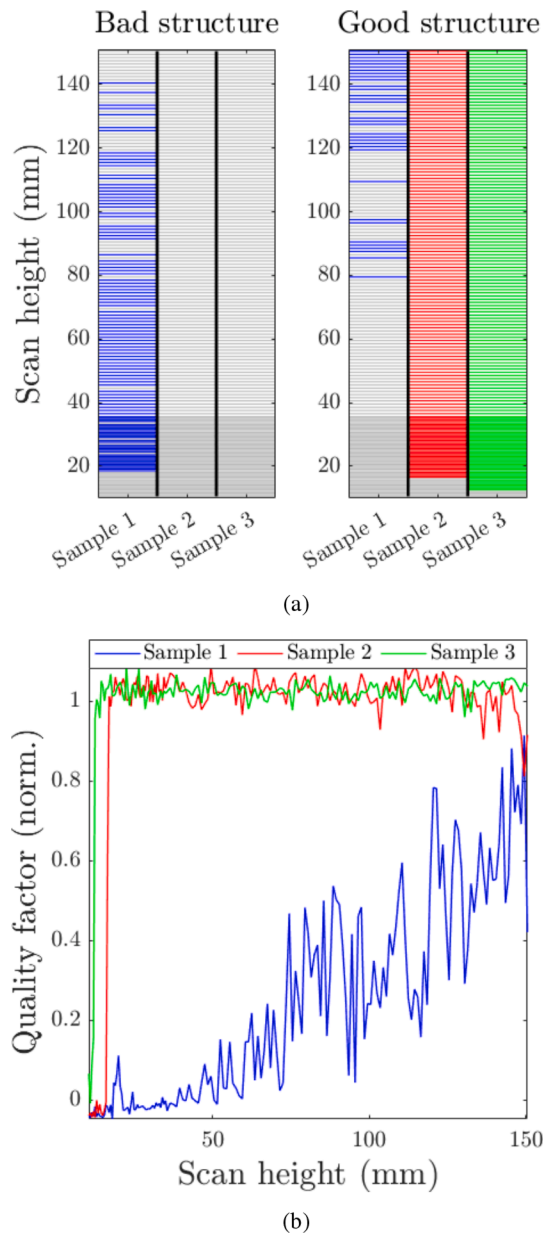 Bad structure
Good structure
Scan height (mm)
140
120
100
80
60
40
20
140
120
100
80
60
40
20
Sample 1
Sample 2
Sample 3
Sample 1
Sample 2
Sample 3
(a)
Sample 1
Sample 2
Sample 3
Quality factor (norm.)
1
0.8
0.6
0.4
0.2
0
50
100
150
Scan height (mm)
(b)